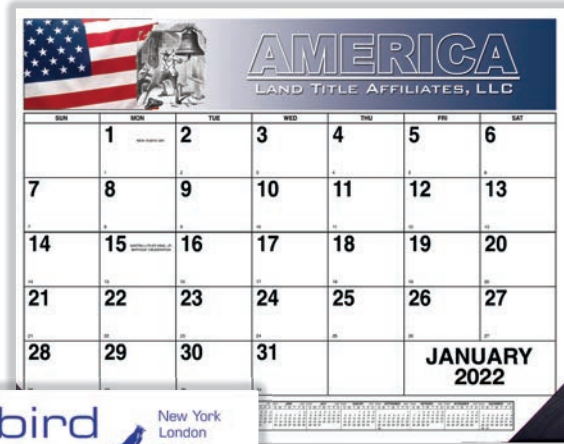 AMERICA
LAND TITLE AFFILIATES, LLC
SUN MON TUE WED THU FRI SAT
1 2 3 4 5 6
7 8 9 10 11 12 13
14 15 16 17 18 19 20
21 22 23 24 25 26 27
28 29 30 31
JANUARY
2022
bird
New York
London